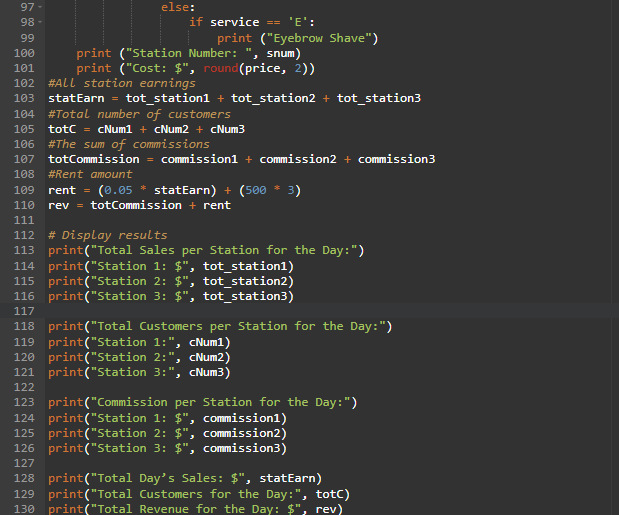 97 else:
98 if service == 'E':
99 print ("Eyebrow Shave")
100 print ("Station Number: ", snum)
101 print ("Cost: $", round(price, 2))
102 #All station earnings
103 statEarn = tot_station1 + tot_station2 + tot_station3
104 #Total number of customers
105 totC = cNum1 + cNum2 + cNum3
106 #The sum of commissions
107 totCommission = commission1 + commission2 + commission3
108 #Rent amount
109 rent = (0.05 * statEarn) + (500 * 3)
110 rev = totCommission + rent
111
112 # Display results
113 print("Total Sales per Station for the Day:")
114 print("Station 1: $", tot_station1)
115 print("Station 2: $", tot_station2)
116 print("Station 3: $", tot_station3)
117
118 print("Total Customers per Station for the Day:")
119 print("Station 1:", cNum1)
120 print("Station 2:", cNum2)
121 print("Station 3:", cNum3)
122
123 print("Commission per Station for the Day:")
124 print("Station 1: $", commission1)
125 print("Station 2: $", commission2)
126 print("Station 3: $", commission3)
127
128 print("Total Day’s Sales: $", statEarn)
129 print("Total Customers for the Day:", totC)
130 print("Total Revenue for the Day: $", rev)